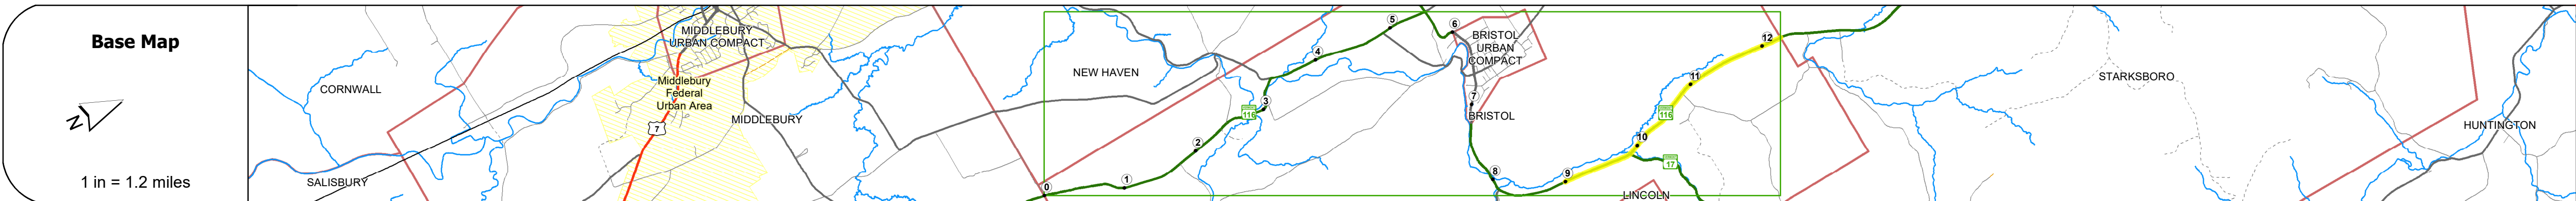 Base Map
N
1 in = 1.2 miles
CORNWALL
SALISBURY
MIDDLEBURY
URBAN COMPACT
Middlebury
Federal
Urban Area
7
MIDDLEBURY
NEW HAVEN
0
1
2
116
3
4
5
6
BRISTOL
URBAN
COMPACT
7
BRISTOL
8
9
10
116
11
12
17
LINCOLN
STARKSBORO
HUNTINGTON